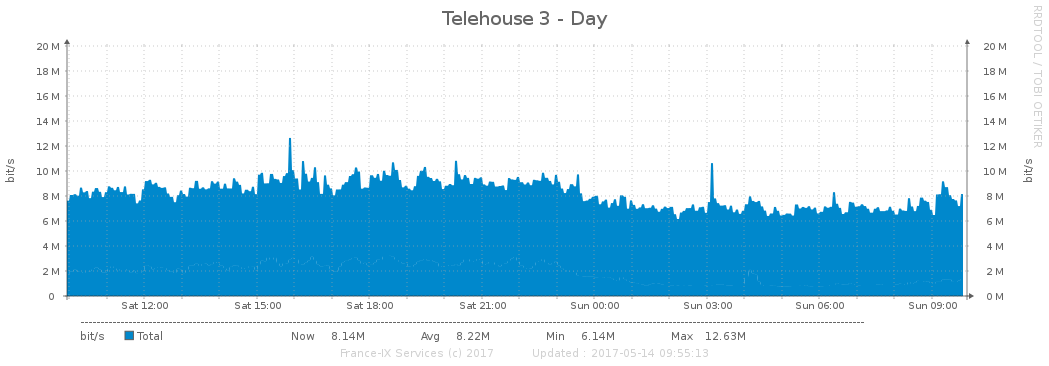 Telehouse 3 - Day
RRDTOOL / TOBI OETIKER
bit/s
20 M 20 M
18 M 18 M
16 M 16 M
14 M 14 M
12 M 12 M
10 M 10 M
8 M 8 M
6 M 6 M
4 M 4 M
2 M 2 M
0 0 M
bit/s
Sat 12:00 Sat 15:00 Sat 18:00 Sat 21:00 Sun 00:00 Sun 03:00 Sun 06:00 Sun 09:00
bit/s Total Now 8.14M Avg 8.22M Min 6.14M Max 12.63M
France-IX Services (c) 2017 Updated : 2017-05-14 09:55:13